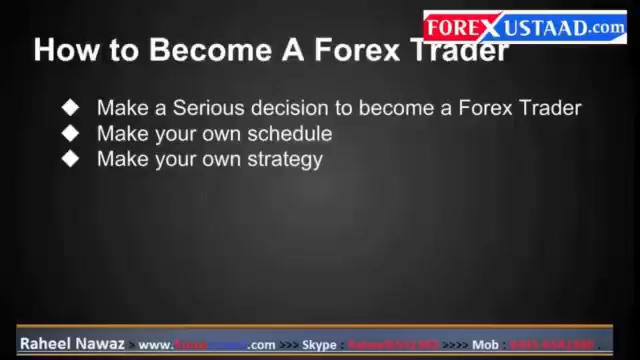 FOREXUSTAAD.com
How to Become A Forex Trader
Make a Serious decision to become a Forex Trader
Make your own schedule
Make your own strategy
Raheel Nawaz > www. .com >>> Skype : >>>> Mob :